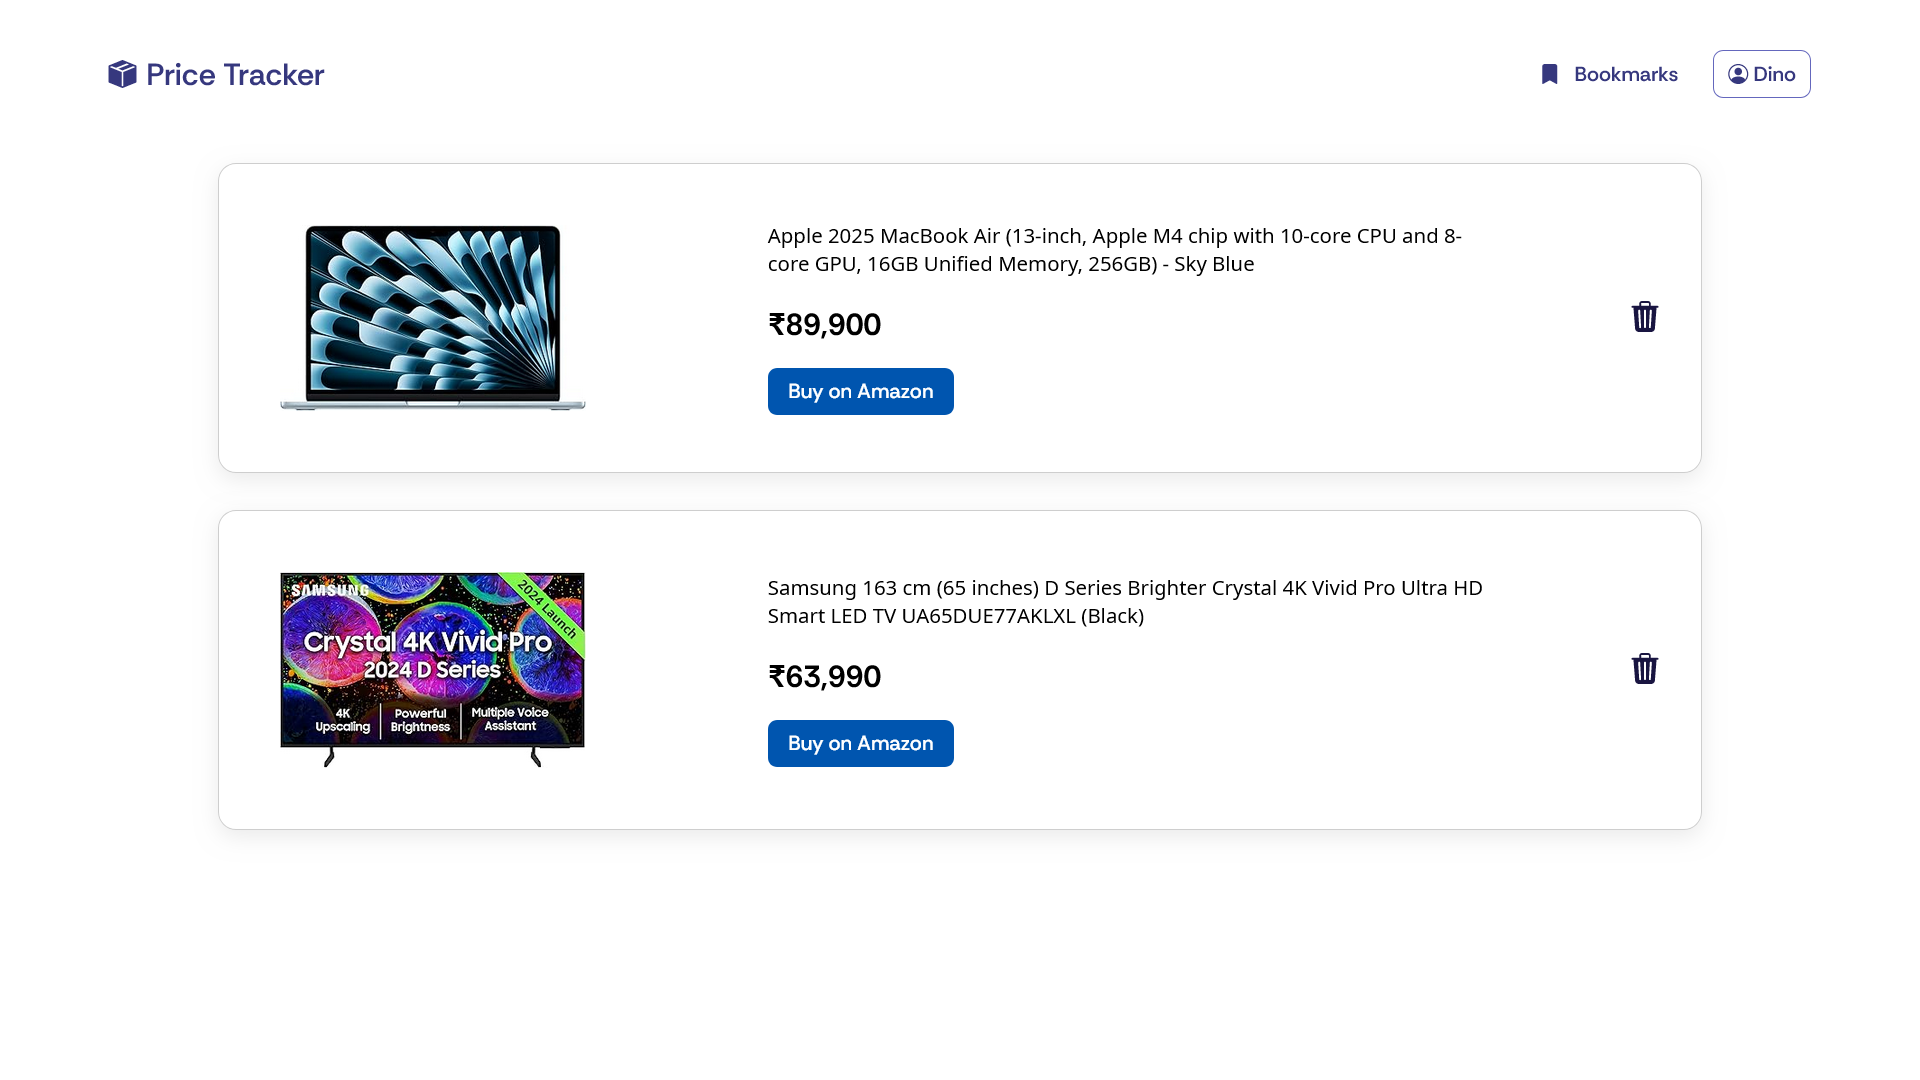 Price Tracker
Bookmarks
Dino
Apple 2025 MacBook Air (13-inch, Apple M4 chip with 10-core CPU and 8-
core GPU, 16GB Unified Memory, 256GB) - Sky Blue
₹89,900
Buy on Amazon
SAMSUNG
2024 Launch
Crystal 4K Vivid Pro
2024 D Series
4K
Upscaling
Powerful
Brightness
Multiple Voice
Assistant
Samsung 163 cm (65 inches) D Series Brighter Crystal 4K Vivid Pro Ultra HD
Smart LED TV UA65DUE77AKLXL (Black)
₹63,990
Buy on Amazon